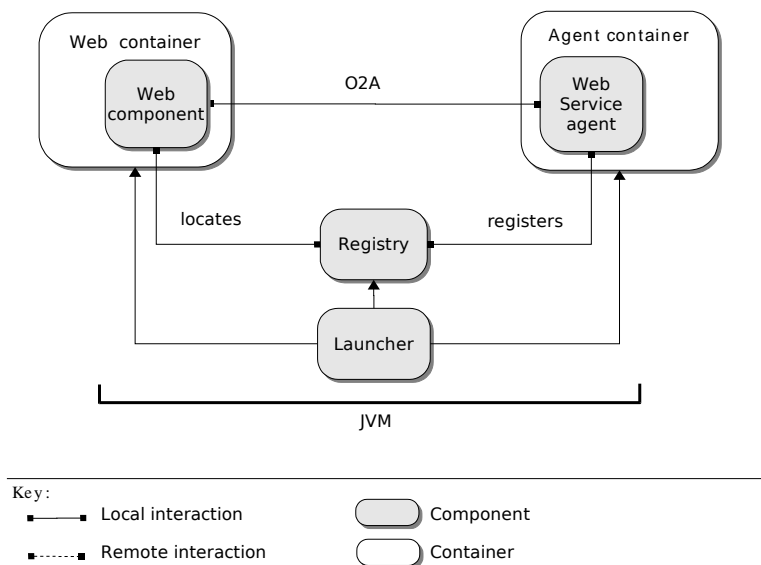 Web container
Agent container
Web
component
O2A
Web
Service
agent
locates
registers
Registry
Launcher
JVM
Key:
Local interaction
Component
Remote interaction
Container